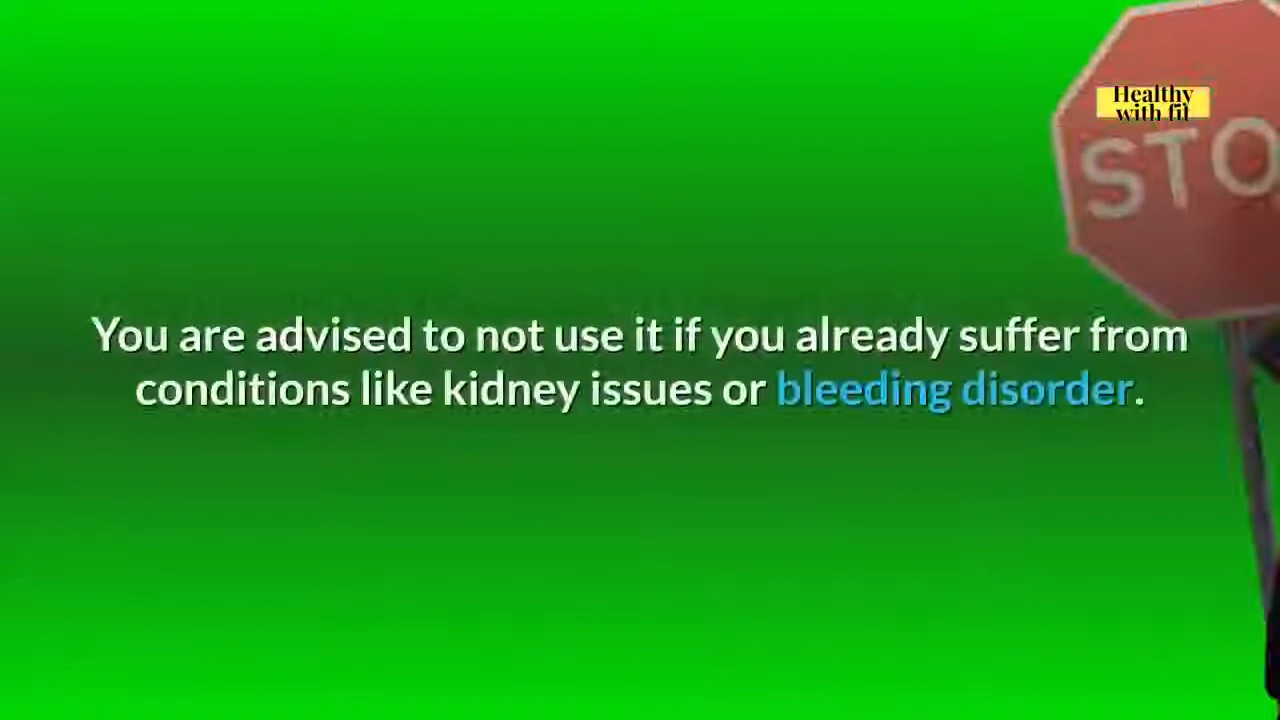 Healthy
with fit
STO
You are advised to not use it if you already suffer from
conditions like kidney issues or bleeding disorder.